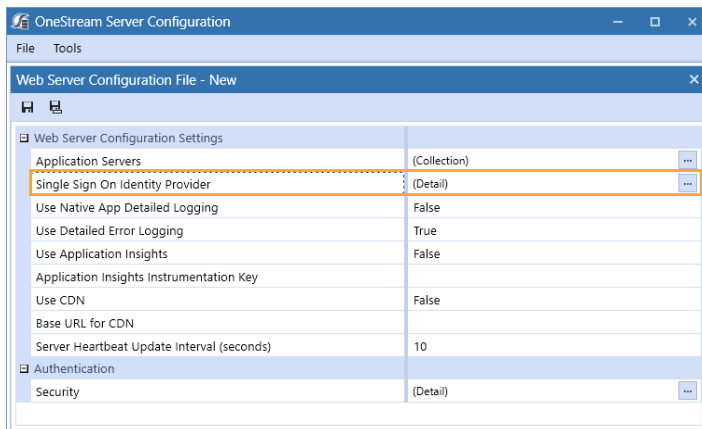 OneStream Server Configuration
File Tools
Web Server Configuration File - New
Web Server Configuration Settings
Application Servers (Collection) ...
Single Sign On Identity Provider (Detail) ...
Use Native App Detailed Logging False
Use Detailed Error Logging True
Use Application Insights False
Application Insights Instrumentation Key
Use CDN False
Base URL for CDN
Server Heartbeat Update Interval (seconds) 10
Authentication
Security (Detail) ...